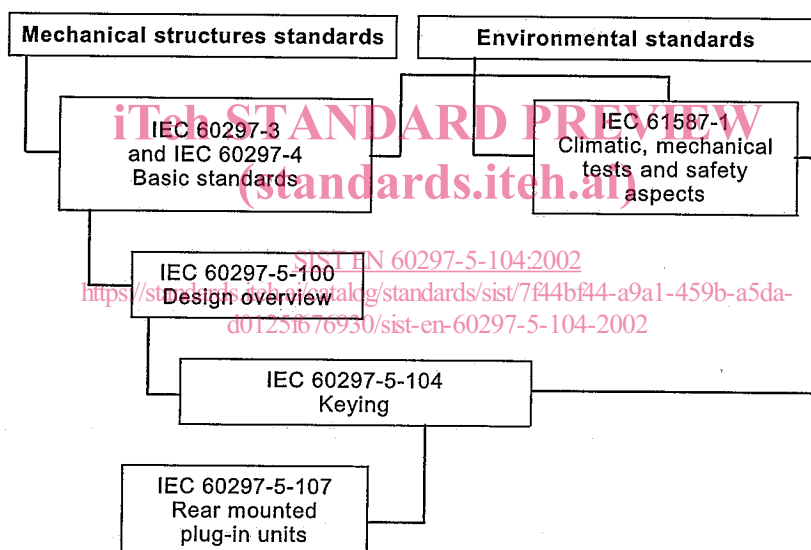 Mechanical structures standards
Environmental standards
iTeh STANDARD PREVIEW
(standards.iteh.ai)
IEC 60297-3
and IEC 60297-4
Basic standards
IEC 61587-1
Climatic, mechanical
tests and safety
aspects
SIST EN 60297-5-104:2002
https://standards.iteh.ai/catalog/standards/sist/7f44bf44-a9a1-459b-a5da-
d0125f676930/sist-en-60297-5-104-2002
IEC 60297-5-100
Design overview
IEC 60297-5-104
Keying
IEC 60297-5-107
Rear mounted
plug-in units